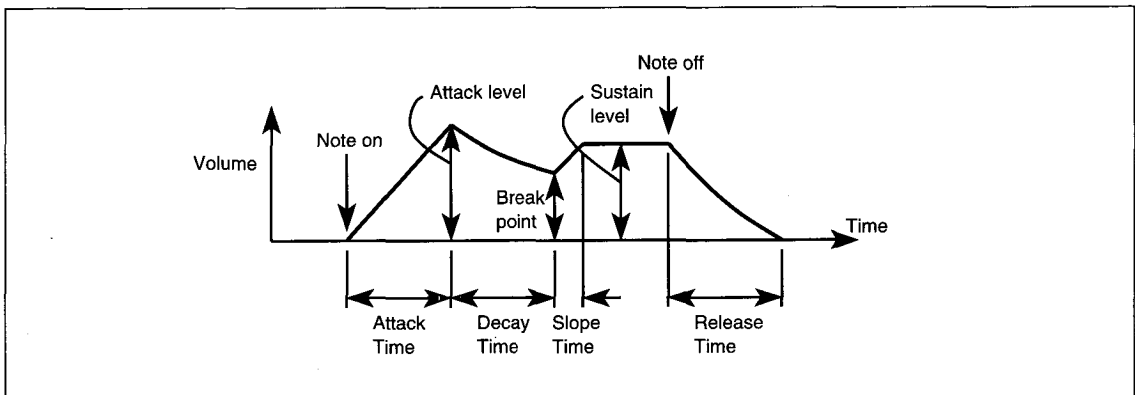 Note off
Attack level
Sustain
level
Note on
Volume
Break
point
Time
Attack
Time
Decay
Time
Slope
Time
Release
Time